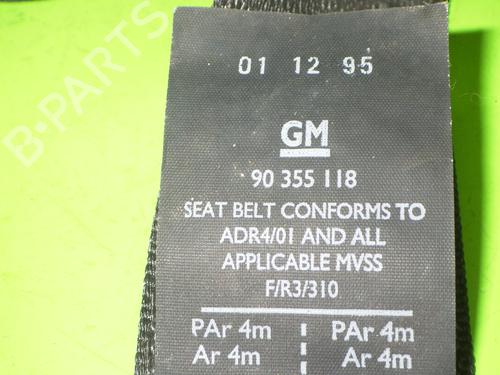 B-PARTS
01 12 95
GM
90 355 118
SEAT BELT CONFORMS TO
ADR4/01 AND ALL
APPLICABLE MVSS
F/R3/310
PAr 4m PAr 4m
Ar 4m Ar 4m